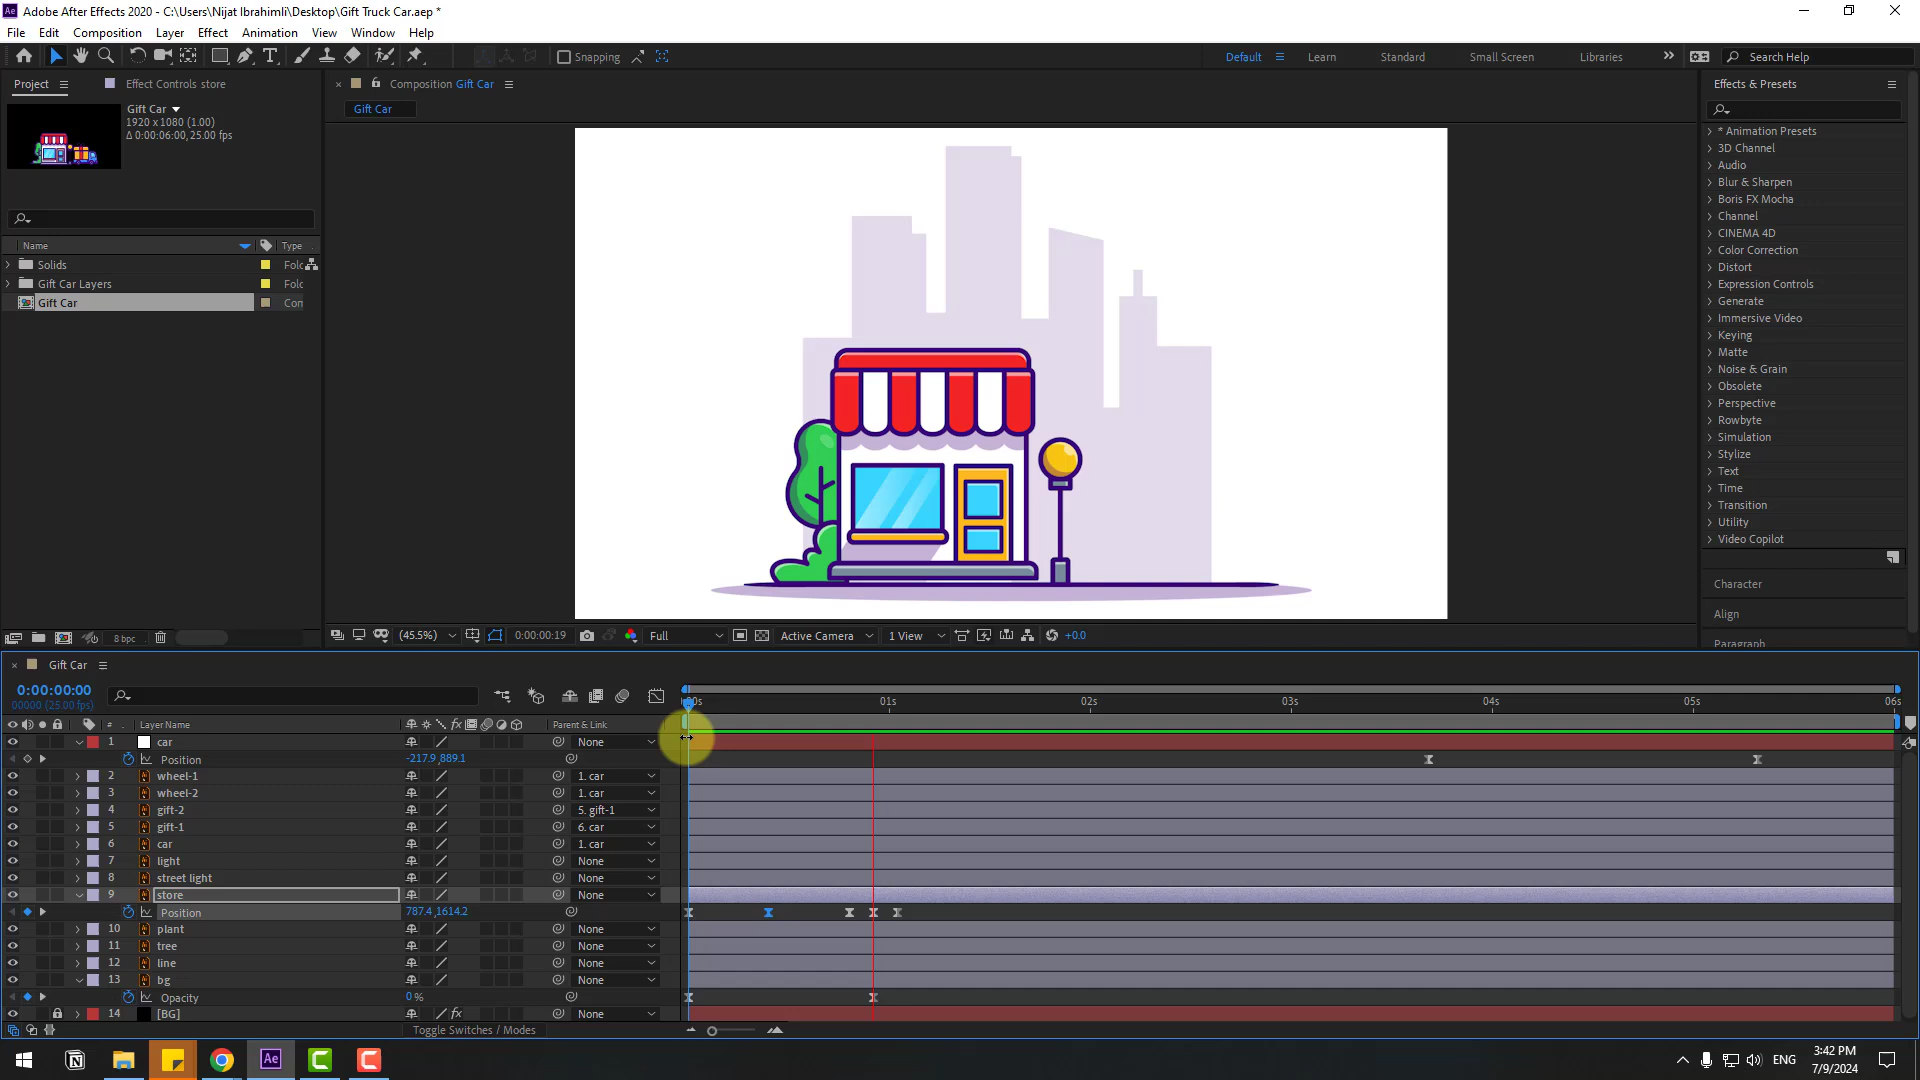 Adobe After Effects 2020 - C:\Users\Nijat Ibrahimli\Desktop\Gift Truck Car.aep *
File Edit Composition Layer Effect Animation View Window Help
Snapping Default Learn Standard Small Screen Libraries Search Help
Project Effect Controls store Composition Gift Car Effects & Presets
Gift Car
1920 x 1080 (1.00)
Δ 0:00:06:00, 25.00 fps
Gift Car
Name Type
Solids
Gift Car Layers
Gift Car
* Animation Presets
3D Channel
Audio
Blur & Sharpen
Boris FX Mocha
Channel
CINEMA 4D
Color Correction
Distort
Expression Controls
Generate
Immersive Video
Keying
Matte
Noise & Grain
Obsolete
Perspective
Rowbyte
Simulation
Stylize
Text
Time
Transition
Utility
Video Copilot
Character
Align
Paragraph
8 bpc (45.5%) 0:00:00:19 Full Active Camera 1 View +0.0
Gift Car
0:00:00:00
00000 (25.00 fps)
01s 02s 03s 04s 05s 06s
# Layer Name Parent & Link
1 car None
Position -217.9,889.1
2 wheel-1 1. car
3 wheel-2 1. car
4 gift-2 5. gift-1
5 gift-1 6. car
6 car 1. car
7 light None
8 street light None
9 store None
Position 787.4,1614.2
10 plant None
11 tree None
12 line None
13 bg None
Opacity 0 %
14 [BG] None
Toggle Switches / Modes
ENG
3:42 PM
7/9/2024